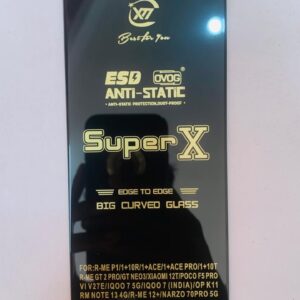 X7
Best for You
ESD OVOG
ANTI-STATIC
• ANTI-STATIC PROTECTION,DUST-PROOF •
Super X
EDGE TO EDGE
BIG CURVED GLASS
FOR:R-ME P1/1+10R/1+ACE/1+ACE PRO/1+10T
R-ME GT 2 PRO/GT NEO3/XIAOMI 12T/POCO F5 PRO
VI V27E/IQOO 7 5G/IQOO 7 (INDIA)/OP K11
RM NOTE 13 4G/R-ME 12+/NARZO 70PRO 5G